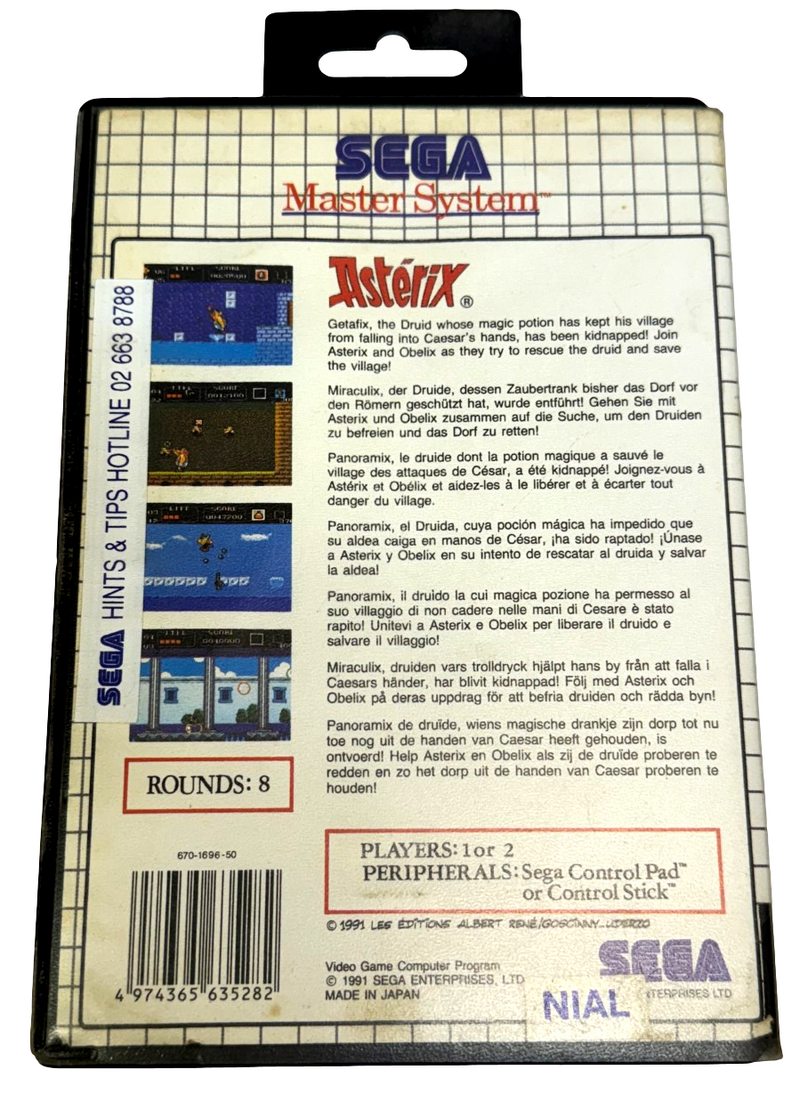 SEGA
Master System™
Astérix®
Getafix, the Druid whose magic potion has kept his village
from falling into Caesar's hands, has been kidnapped! Join
Asterix and Obelix as they try to rescue the druid and save
the village!
Miraculix, der Druide, dessen Zaubertrank bisher das Dorf vor
den Römern geschützt hat, wurde entführt! Gehen Sie mit
Asterix und Obelix zusammen auf die Suche, um den Druiden
zu befreien und das Dorf zu retten!
Panoramix, le druide dont la potion magique a sauvé le
village des attaques de César, a été kidnappé! Joignez-vous à
Astérix et Obélix et aidez-les à le libérer et à écarter tout
danger du village.
Panoramix, el Druida, cuya poción mágica ha impedido que
su aldea caiga en manos de César, ¡ha sido raptado! ¡Únase
a Asterix y Obelix en su intento de rescatar al druida y salvar
la aldea!
Panoramix, il druido la cui magica pozione ha permesso al
suo villaggio di non cadere nelle mani di Cesare è stato
rapito! Unitevi a Asterix e Obelix per liberare il druido e
salvare il villaggio!
Miraculix, druiden vars trolldryck hjälpt hans by från att falla i
Caesars händer, har blivit kidnappad! Följ med Asterix och
Obelix på deras uppdrag för att befria druiden och rädda byn!
Panoramix de druïde, wiens magische drankje zijn dorp tot nu
toe nog uit de handen van Caesar heeft gehouden, is
ontvoerd! Help Asterix en Obelix als zij de druïde proberen te
redden en zo het dorp uit de handen van Caesar proberen te
houden!
SEGA HINTS & TIPS HOTLINE 02 663 8788
LIFE SCORE
SCORE
LIFE SCORE
LIFE SCORE
ROUNDS: 8
670-1696-50
4 974365 635282
PLAYERS: 1 or 2
PERIPHERALS: Sega Control Pad™
or Control Stick™
© 1991 LES ÉDITIONS ALBERT RENÉ/GOSCINNY-UDERZO
Video Game Computer Program
© 1991 SEGA ENTERPRISES, LTD
MADE IN JAPAN
SEGA
NTERPRISES LTD
NIAL